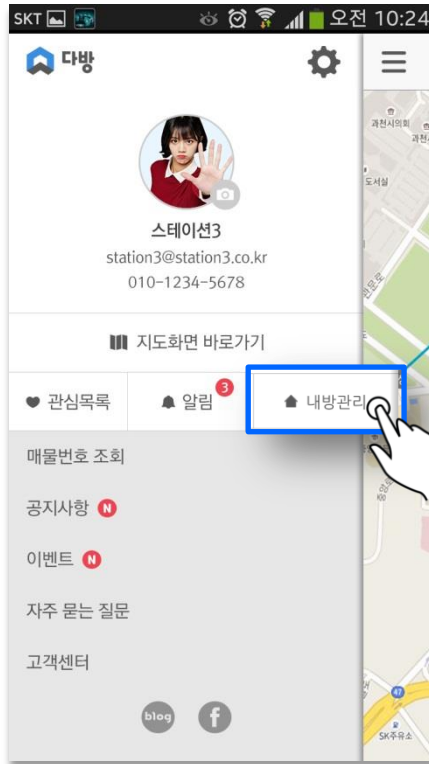 SKT 오전 10:24
다방
스테이션3
station3@station3.co.kr
010-1234-5678
지도화면 바로가기
관심목록
알림 3
내방관리
매물번호 조회
공지사항 N
이벤트 N
자주 묻는 질문
고객센터
blog f
과천시의회
도서실
47
SK주유소